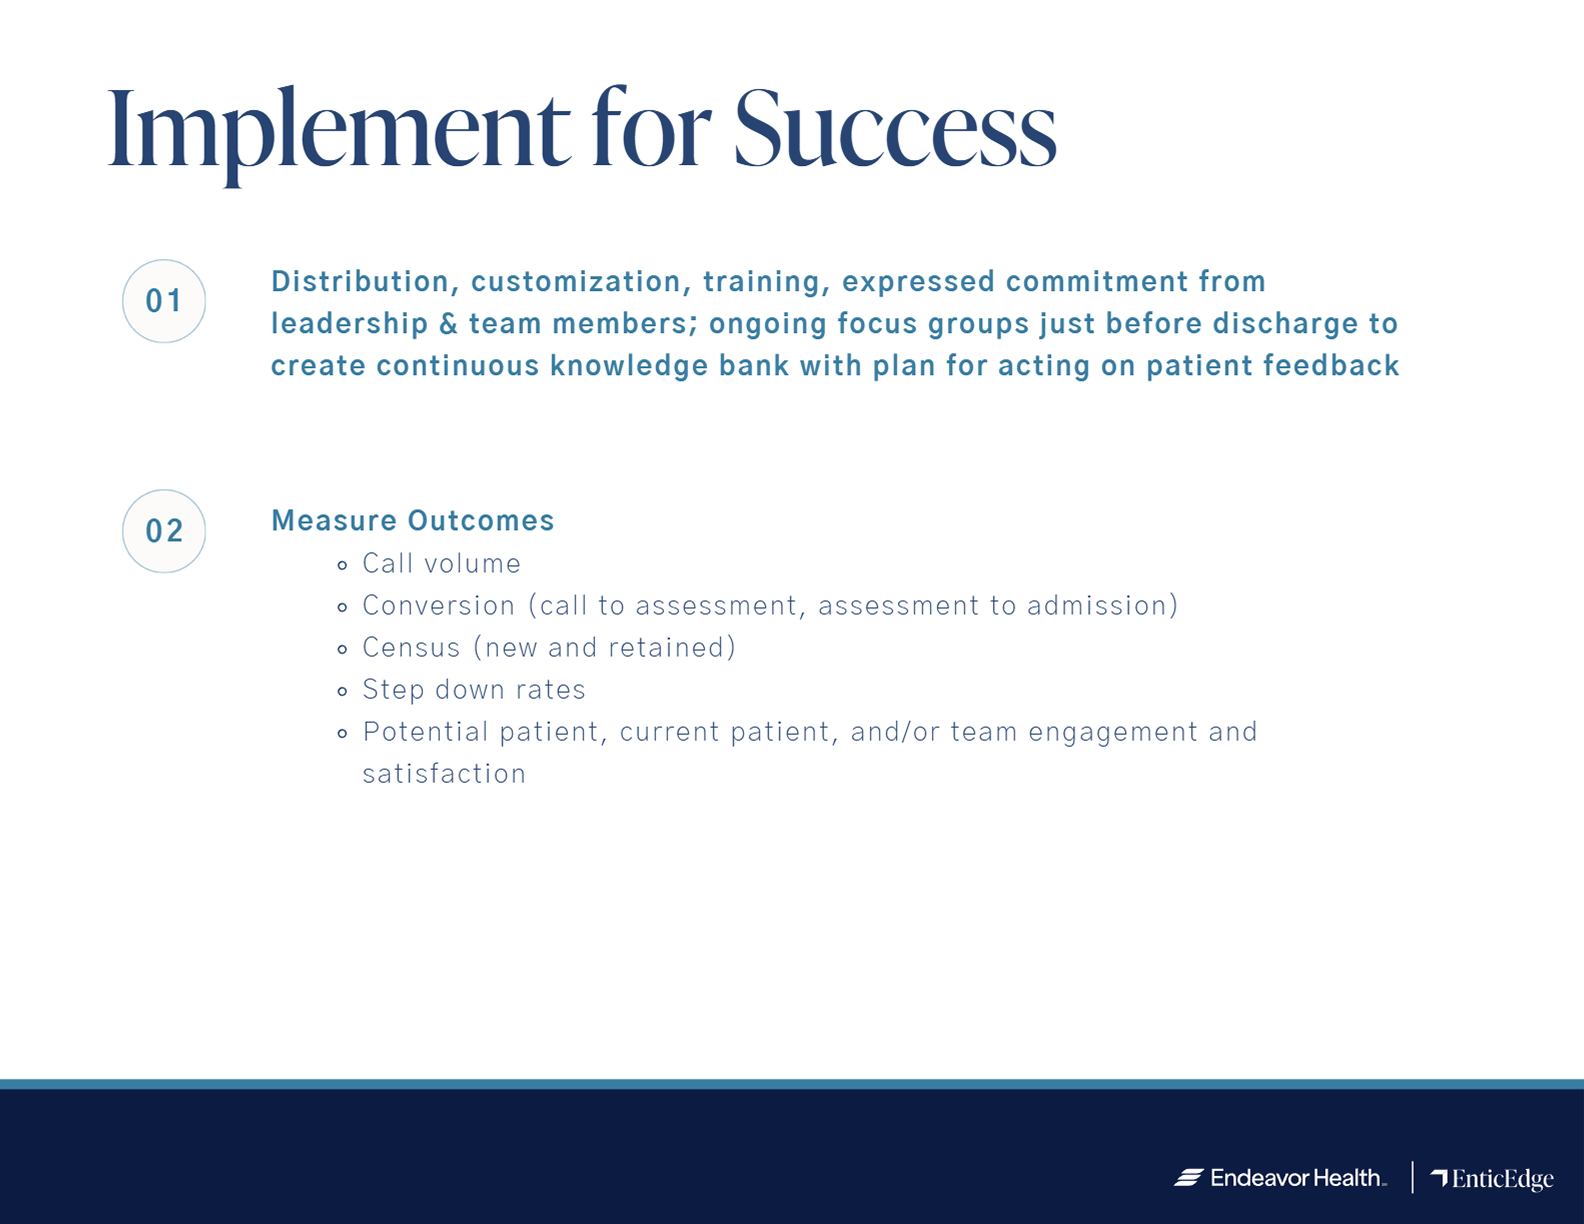 Implement for Success
01
Distribution, customization, training, expressed commitment from
leadership & team members; ongoing focus groups just before discharge to
create continuous knowledge bank with plan for acting on patient feedback
02
Measure Outcomes
Call volume
Conversion (call to assessment, assessment to admission)
Census (new and retained)
Step down rates
Potential patient, current patient, and/or team engagement and
satisfaction
Endeavor Health
EnticEdge